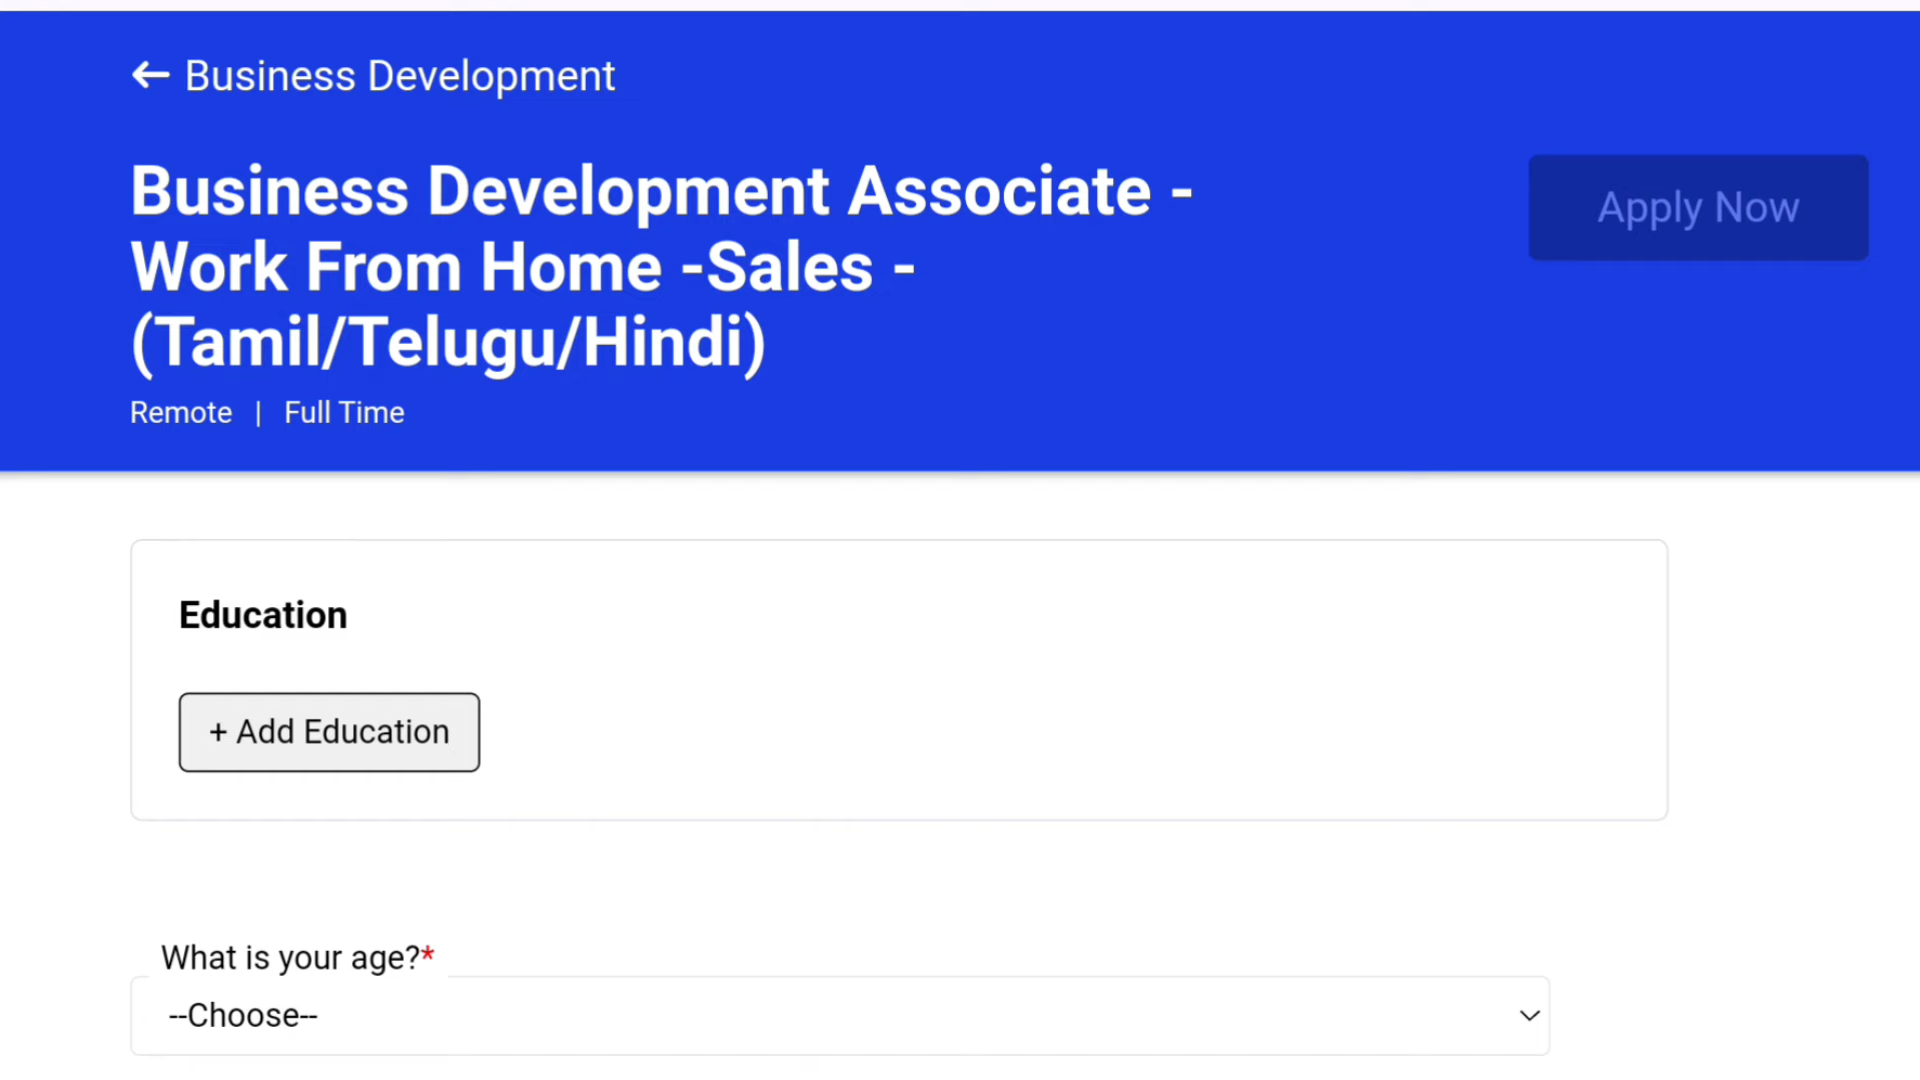 ← Business Development
Business Development Associate -
Work From Home -Sales -
(Tamil/Telugu/Hindi)
Apply Now
Remote | Full Time
Education
+ Add Education
What is your age?*
--Choose--